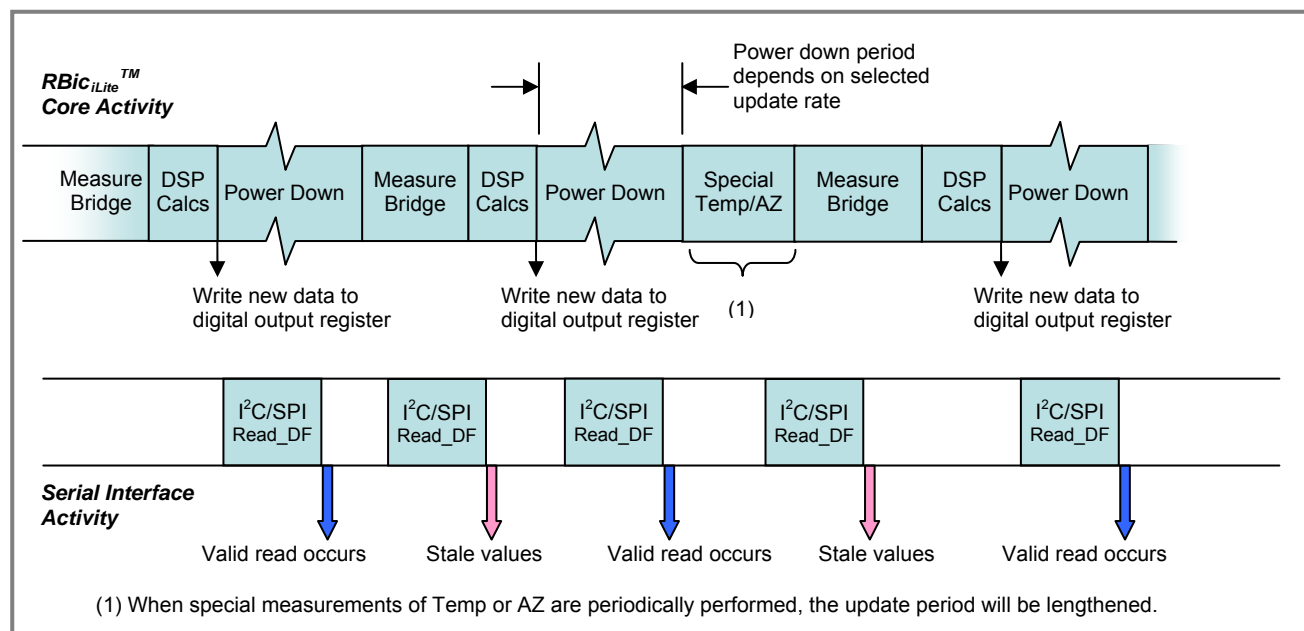 RBiciLite™
Core Activity
Power down period
depends on selected
update rate
Measure
Bridge
DSP
Calcs
Power Down
Measure
Bridge
DSP
Calcs
Power Down
Special
Temp/AZ
Measure
Bridge
DSP
Calcs
Power Down
Write new data to
digital output register
Write new data to
digital output register
(1)
Write new data to
digital output register
I²C/SPI
Read_DF
I²C/SPI
Read_DF
I²C/SPI
Read_DF
I²C/SPI
Read_DF
I²C/SPI
Read_DF
Serial Interface
Activity
Valid read occurs
Stale values
Valid read occurs
Stale values
Valid read occurs
(1) When special measurements of Temp or AZ are periodically performed, the update period will be lengthened.